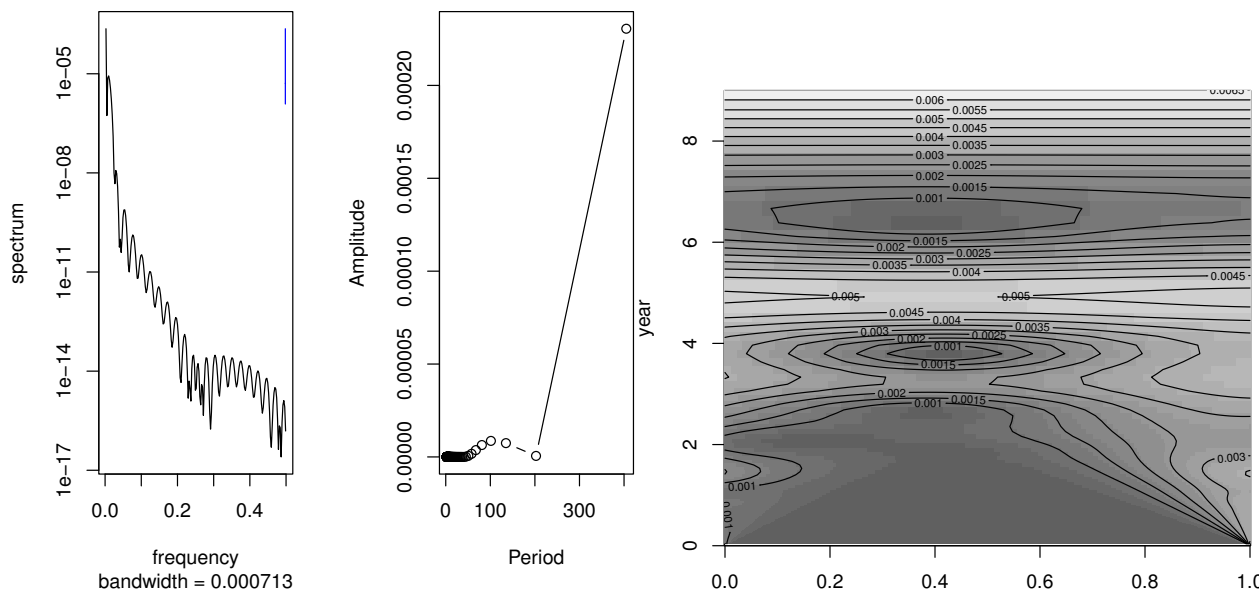 spectrum
1e−05
1e−08
1e−11
1e−14
1e−17
0.0 0.2 0.4
frequency
bandwidth = 0.000713
Amplitude
0.00020
0.00015
0.00010
0.00005
0.00000
0 100 300
Period
year
8
6
4
2
0
0.0 0.2 0.4 0.6 0.8 1.0
0.0065
0.006
0.0055
0.005
0.0045
0.004
0.0035
0.003
0.0025
0.002
0.0015
0.001
0.0015
0.002 0.0025
0.003
0.0035
0.004 0.0045
0.005 0.005
0.0045
0.004 0.0035
0.003 0.0025
0.002
0.001
0.0015
0.002
0.001 0.0015
0.003
0.001
0.001